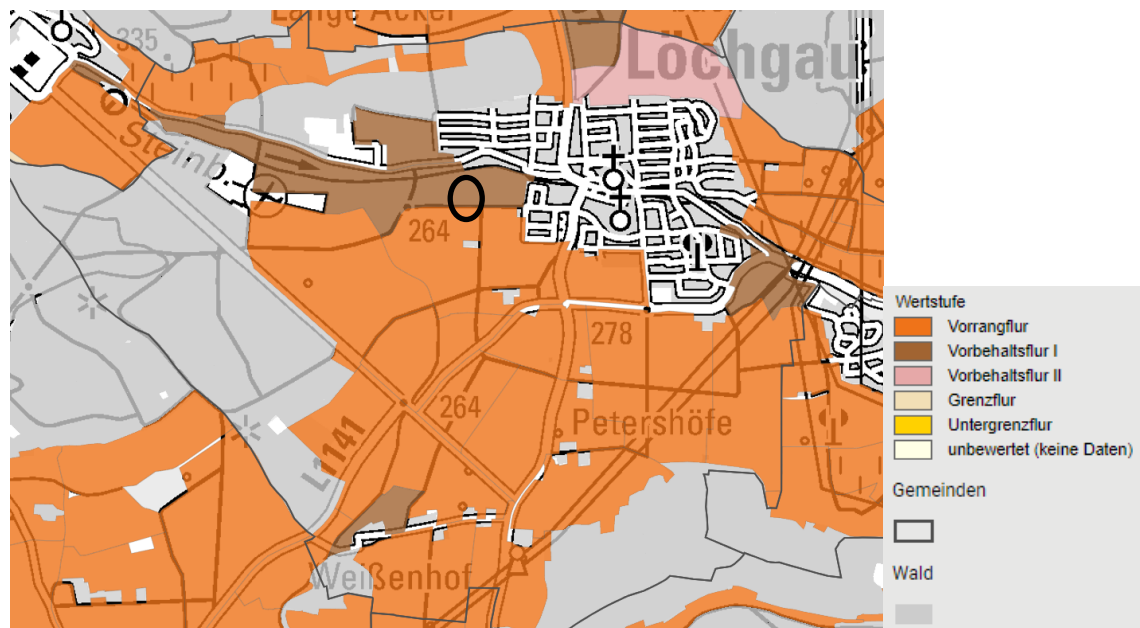 Lange Äcker
335
Löchgau
Steinb.
264
278
264
L1141
Petershöfe
Weißenhof
Wertstufe
Vorrangflur
Vorbehaltsflur I
Vorbehaltsflur II
Grenzflur
Untergrenzflur
unbewertet (keine Daten)
Gemeinden
Wald